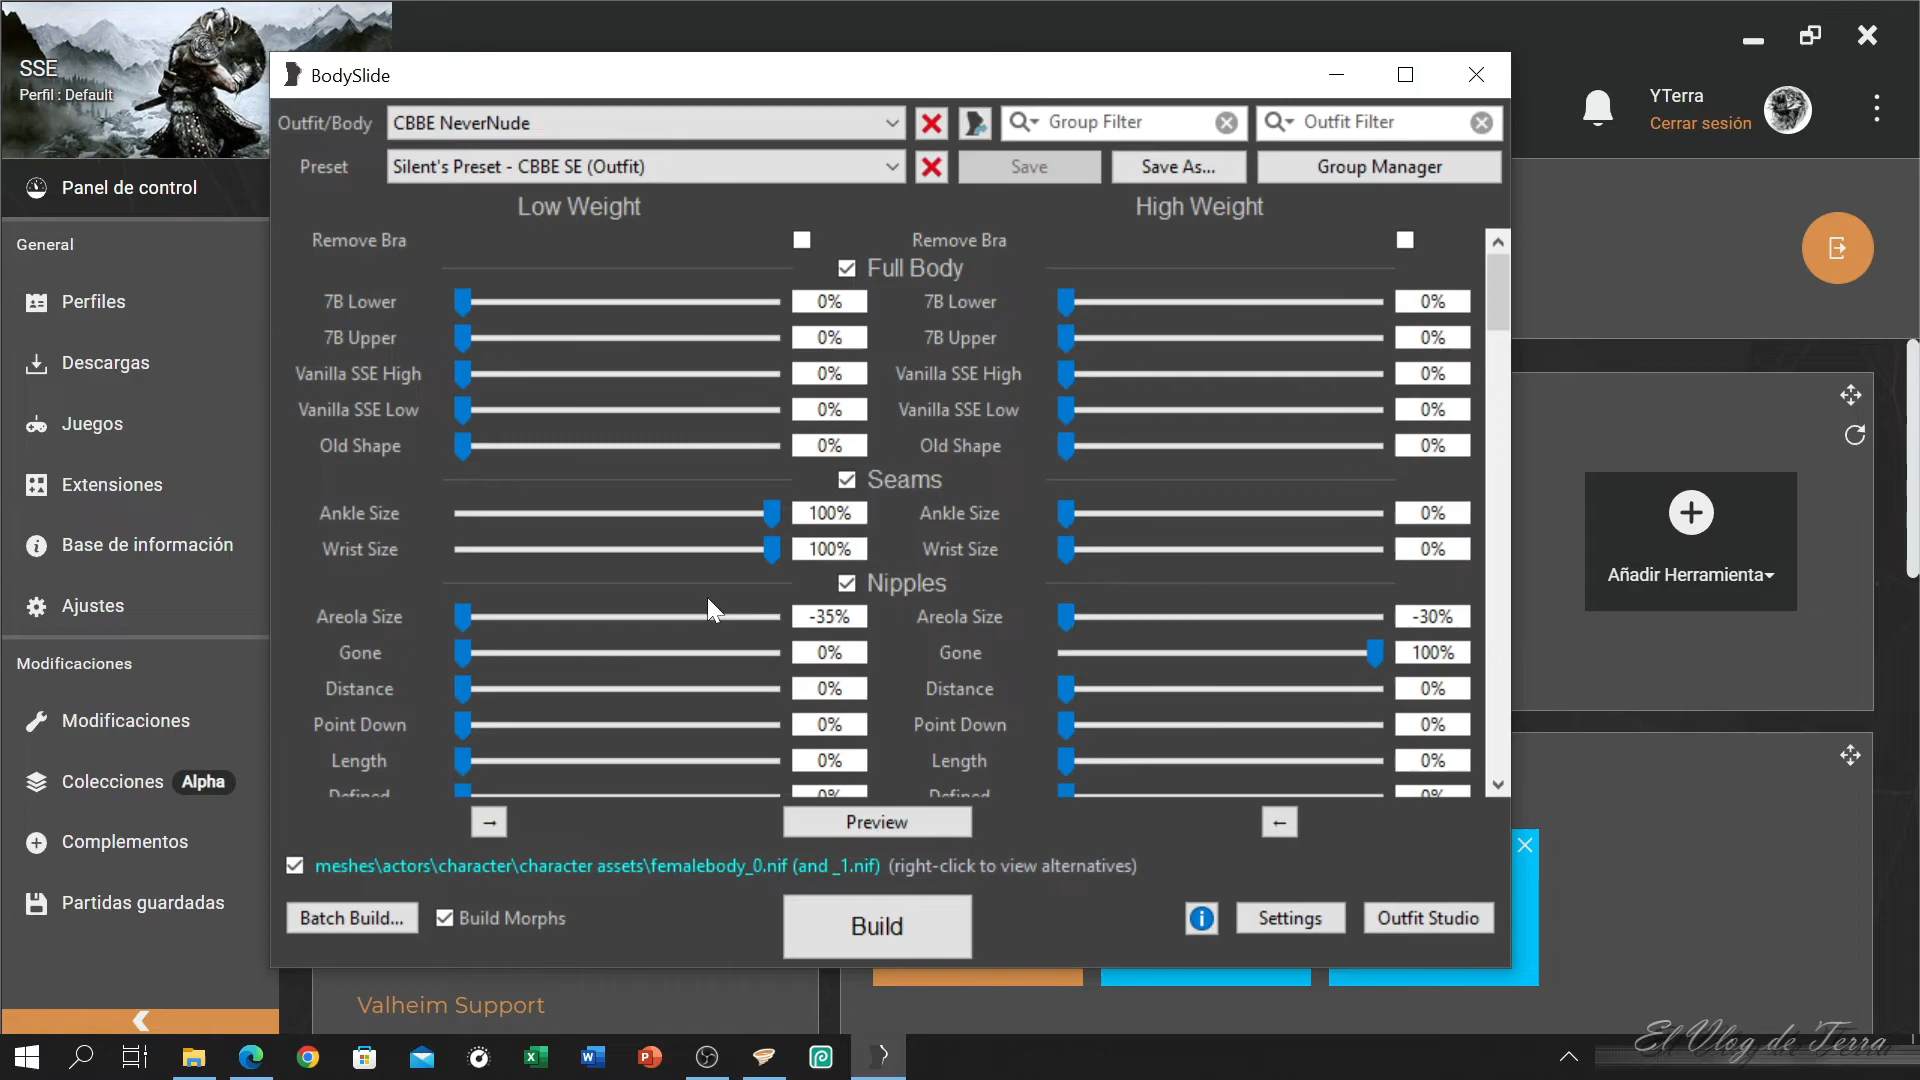 SSE
Perfil : Default
Panel de control
General
Perfiles
Descargas
Juegos
Extensiones
Base de información
Ajustes
Modificaciones
Modificaciones
Colecciones Alpha
Complementos
Partidas guardadas
BodySlide
Outfit/Body CBBE NeverNude Group Filter Outfit Filter
Preset Silent's Preset - CBBE SE (Outfit) Save Save As... Group Manager
Low Weight High Weight
Remove Bra Remove Bra
Full Body
7B Lower 0% 7B Lower 0%
7B Upper 0% 7B Upper 0%
Vanilla SSE High 0% Vanilla SSE High 0%
Vanilla SSE Low 0% Vanilla SSE Low 0%
Old Shape 0% Old Shape 0%
Seams
Ankle Size 100% Ankle Size 0%
Wrist Size 100% Wrist Size 0%
Nipples
Areola Size -35% Areola Size -30%
Gone 0% Gone 100%
Distance 0% Distance 0%
Point Down 0% Point Down 0%
Length 0% Length 0%
Defined 0% Defined 0%
→ Preview ←
meshes\actors\character\character assets\femalebody_0.nif (and _1.nif) (right-click to view alternatives)
Batch Build... Build Morphs Build Settings Outfit Studio
YTerra
Cerrar sesión
Añadir Herramienta
Valheim Support
El Vlog de Terra